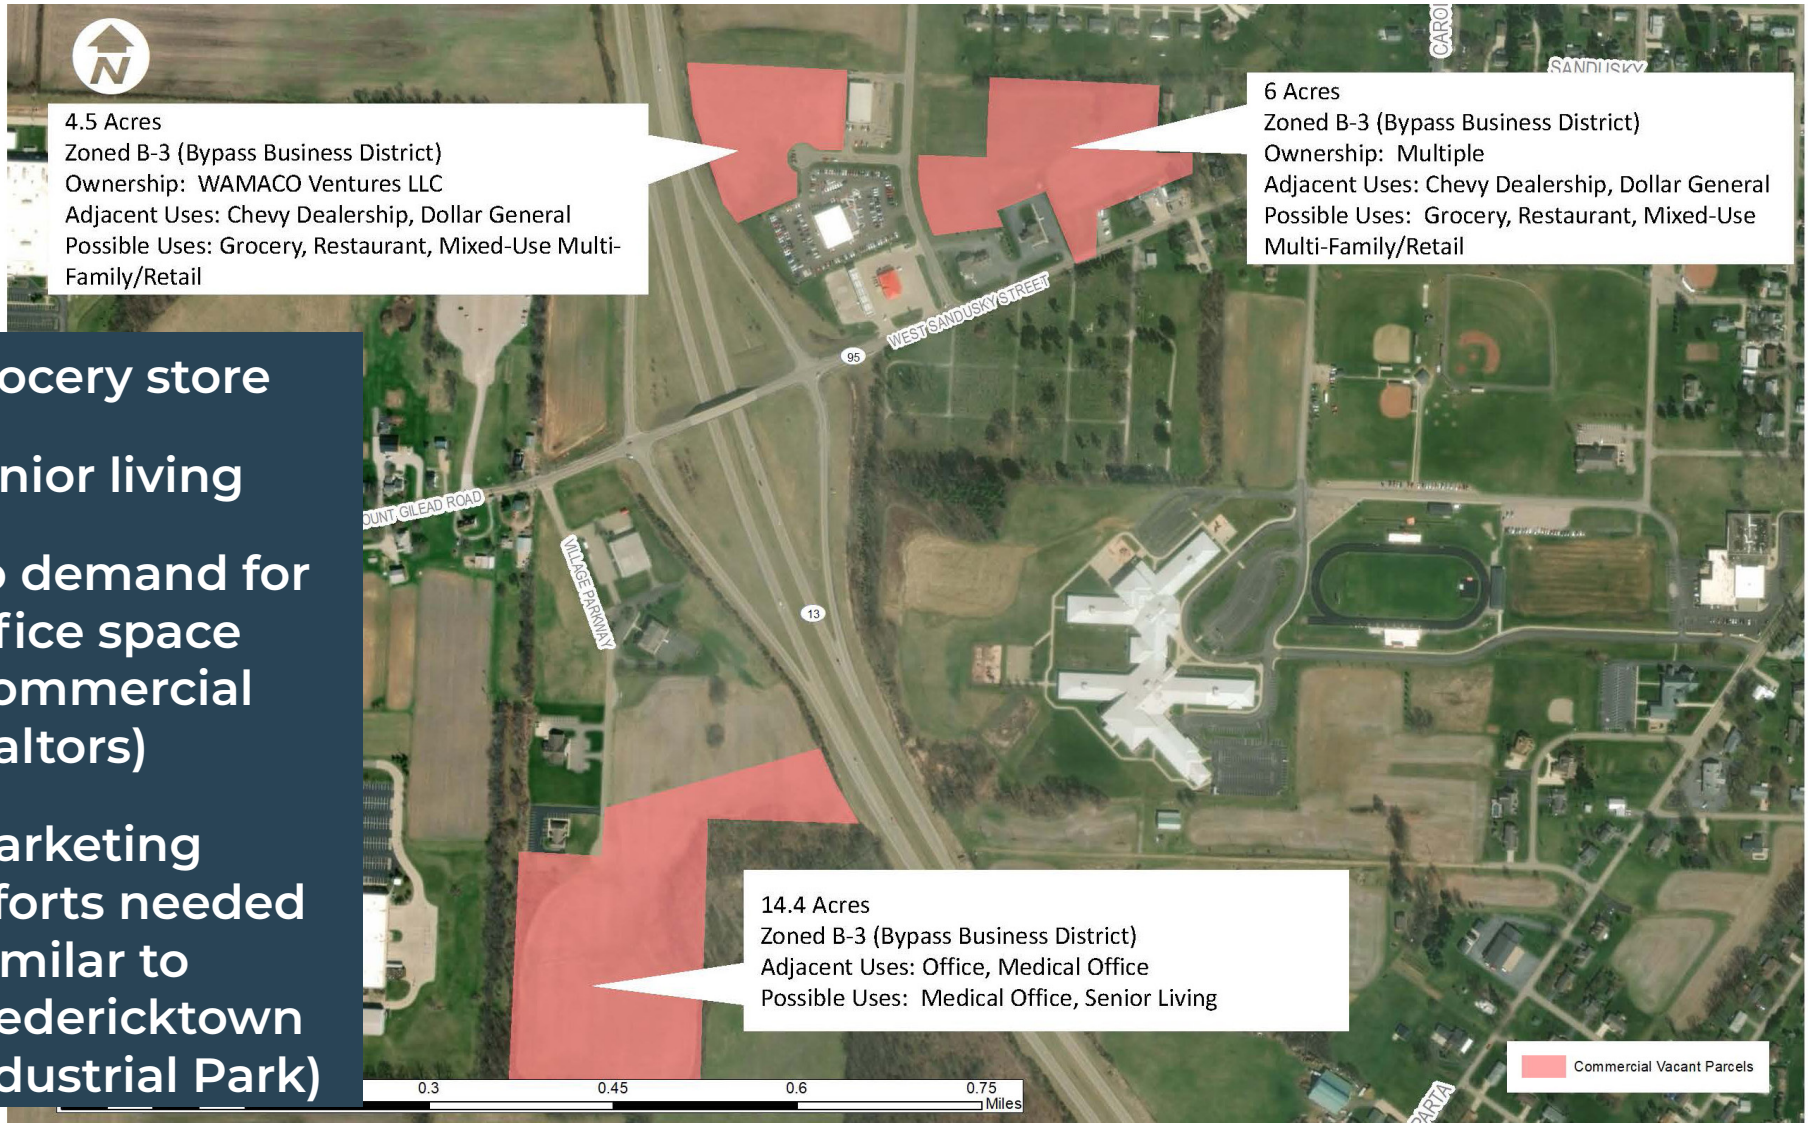 N
CARO
SANDUSKY
4.5 Acres
Zoned B-3 (Bypass Business District)
Ownership: WAMACO Ventures LLC
Adjacent Uses: Chevy Dealership, Dollar General
Possible Uses: Grocery, Restaurant, Mixed-Use Multi-
Family/Retail
6 Acres
Zoned B-3 (Bypass Business District)
Ownership: Multiple
Adjacent Uses: Chevy Dealership, Dollar General
Possible Uses: Grocery, Restaurant, Mixed-Use
Multi-Family/Retail
WEST SANDUSKY STREET
95
OUNT GILEAD ROAD
VILLAGE PARKWAY
13
ocery store
nior living
o demand for
fice space
ommercial
altors)
arketing
forts needed
milar to
edericktown
dustrial Park)
14.4 Acres
Zoned B-3 (Bypass Business District)
Adjacent Uses: Office, Medical Office
Possible Uses: Medical Office, Senior Living
Commercial Vacant Parcels
0.3 0.45 0.6 0.75
Miles
PARTA